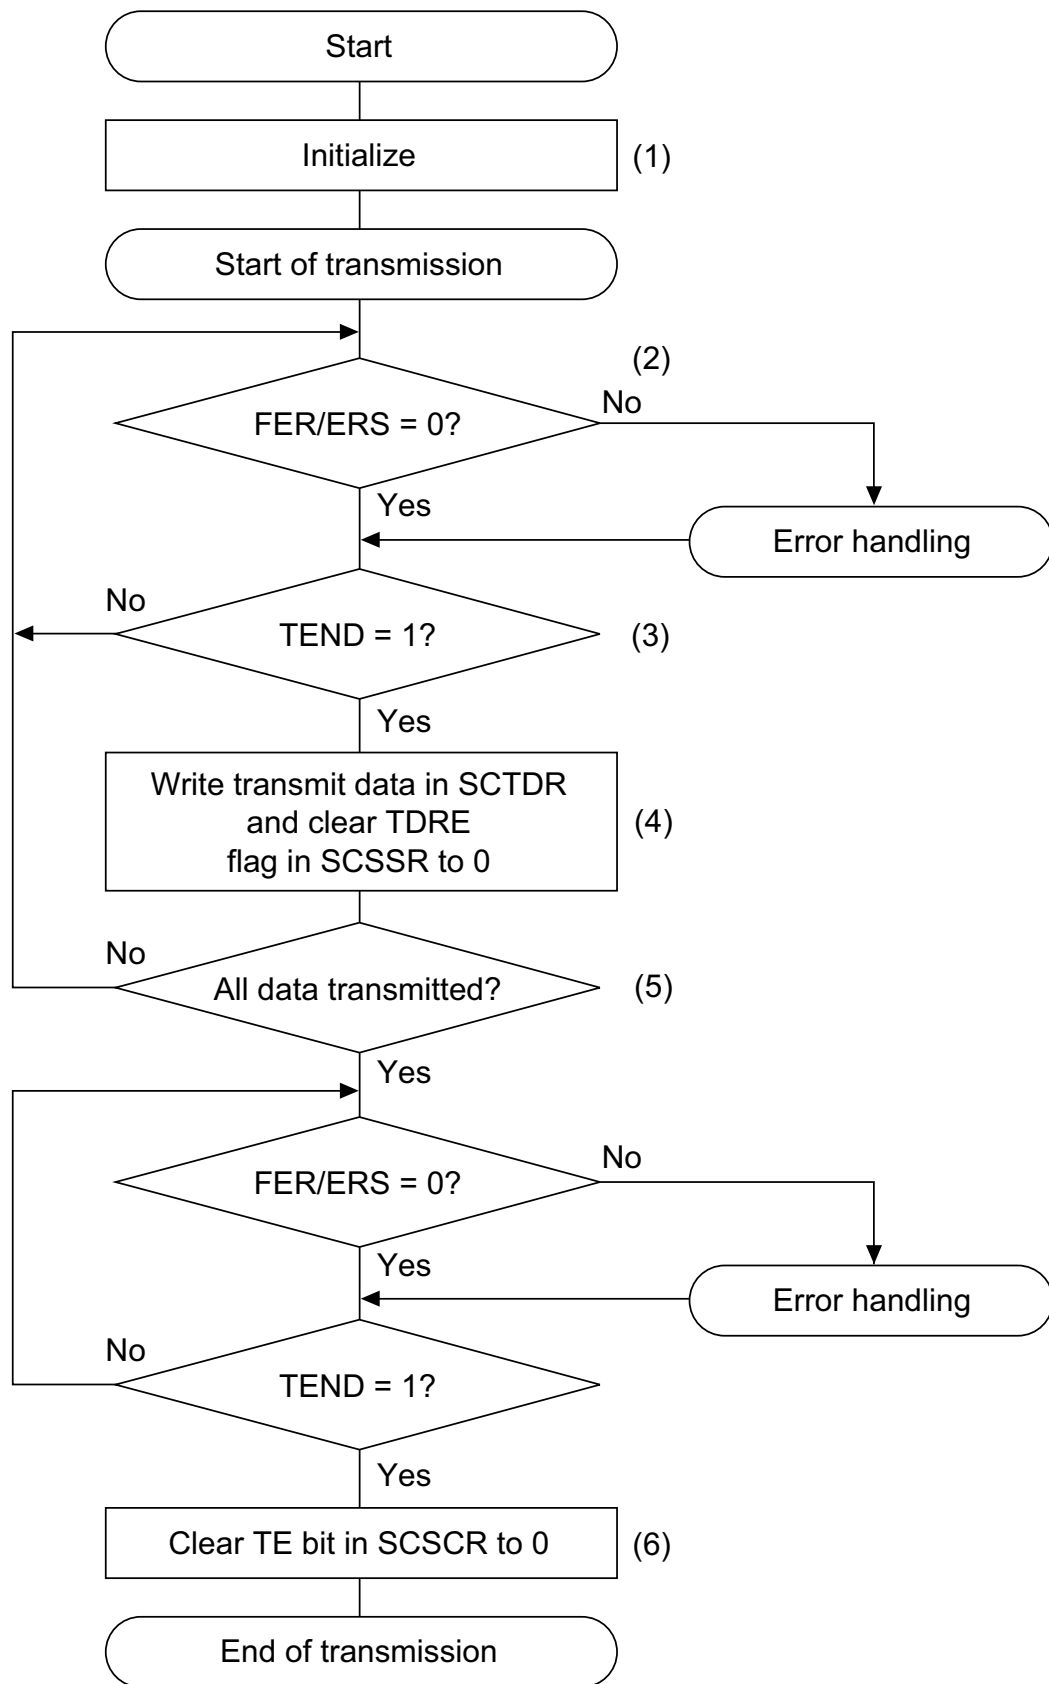 Start
Initialize
(1)
Start of transmission
(2)
FER/ERS = 0?
No
Yes
Error handling
No
TEND = 1?
(3)
Yes
Write transmit data in SCTDR
and clear TDRE
flag in SCSSR to 0
(4)
No
All data transmitted?
(5)
Yes
FER/ERS = 0?
No
Yes
Error handling
No
TEND = 1?
Yes
Clear TE bit in SCSCR to 0
(6)
End of transmission